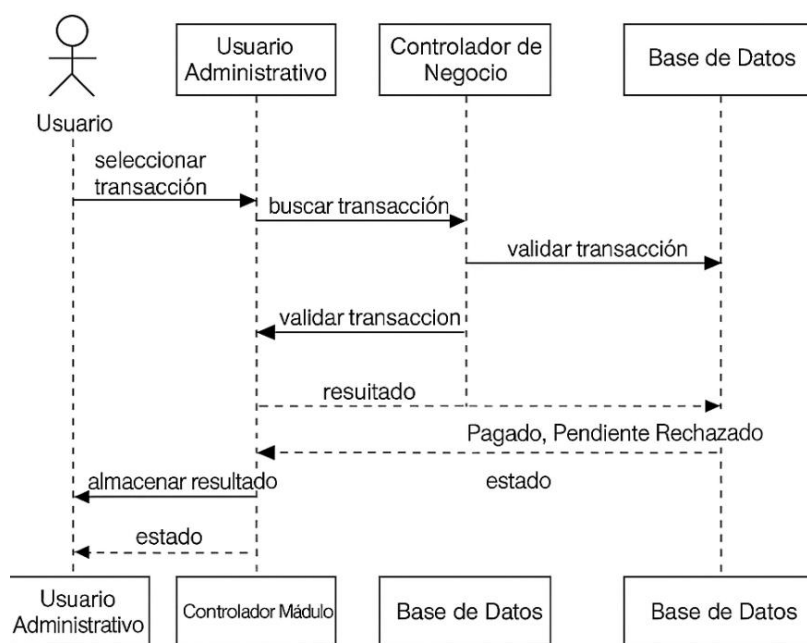 Usuario
Administrativo
Controlador de
Negocio
Base de Datos
Usuario
seleccionar
transacción
buscar transacción
validar transacción
validar transaccion
resuitado
Pagado, Pendiente Rechazado
almacenar resultado
estado
estado
Usuario
Administrativo
Controlador Mádulo
Base de Datos
Base de Datos